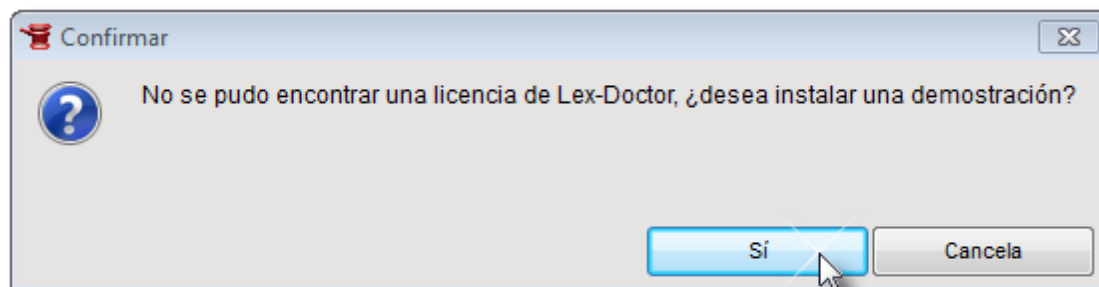 Confirmar
No se pudo encontrar una licencia de Lex-Doctor, ¿desea instalar una demostración?
Sí
Cancela